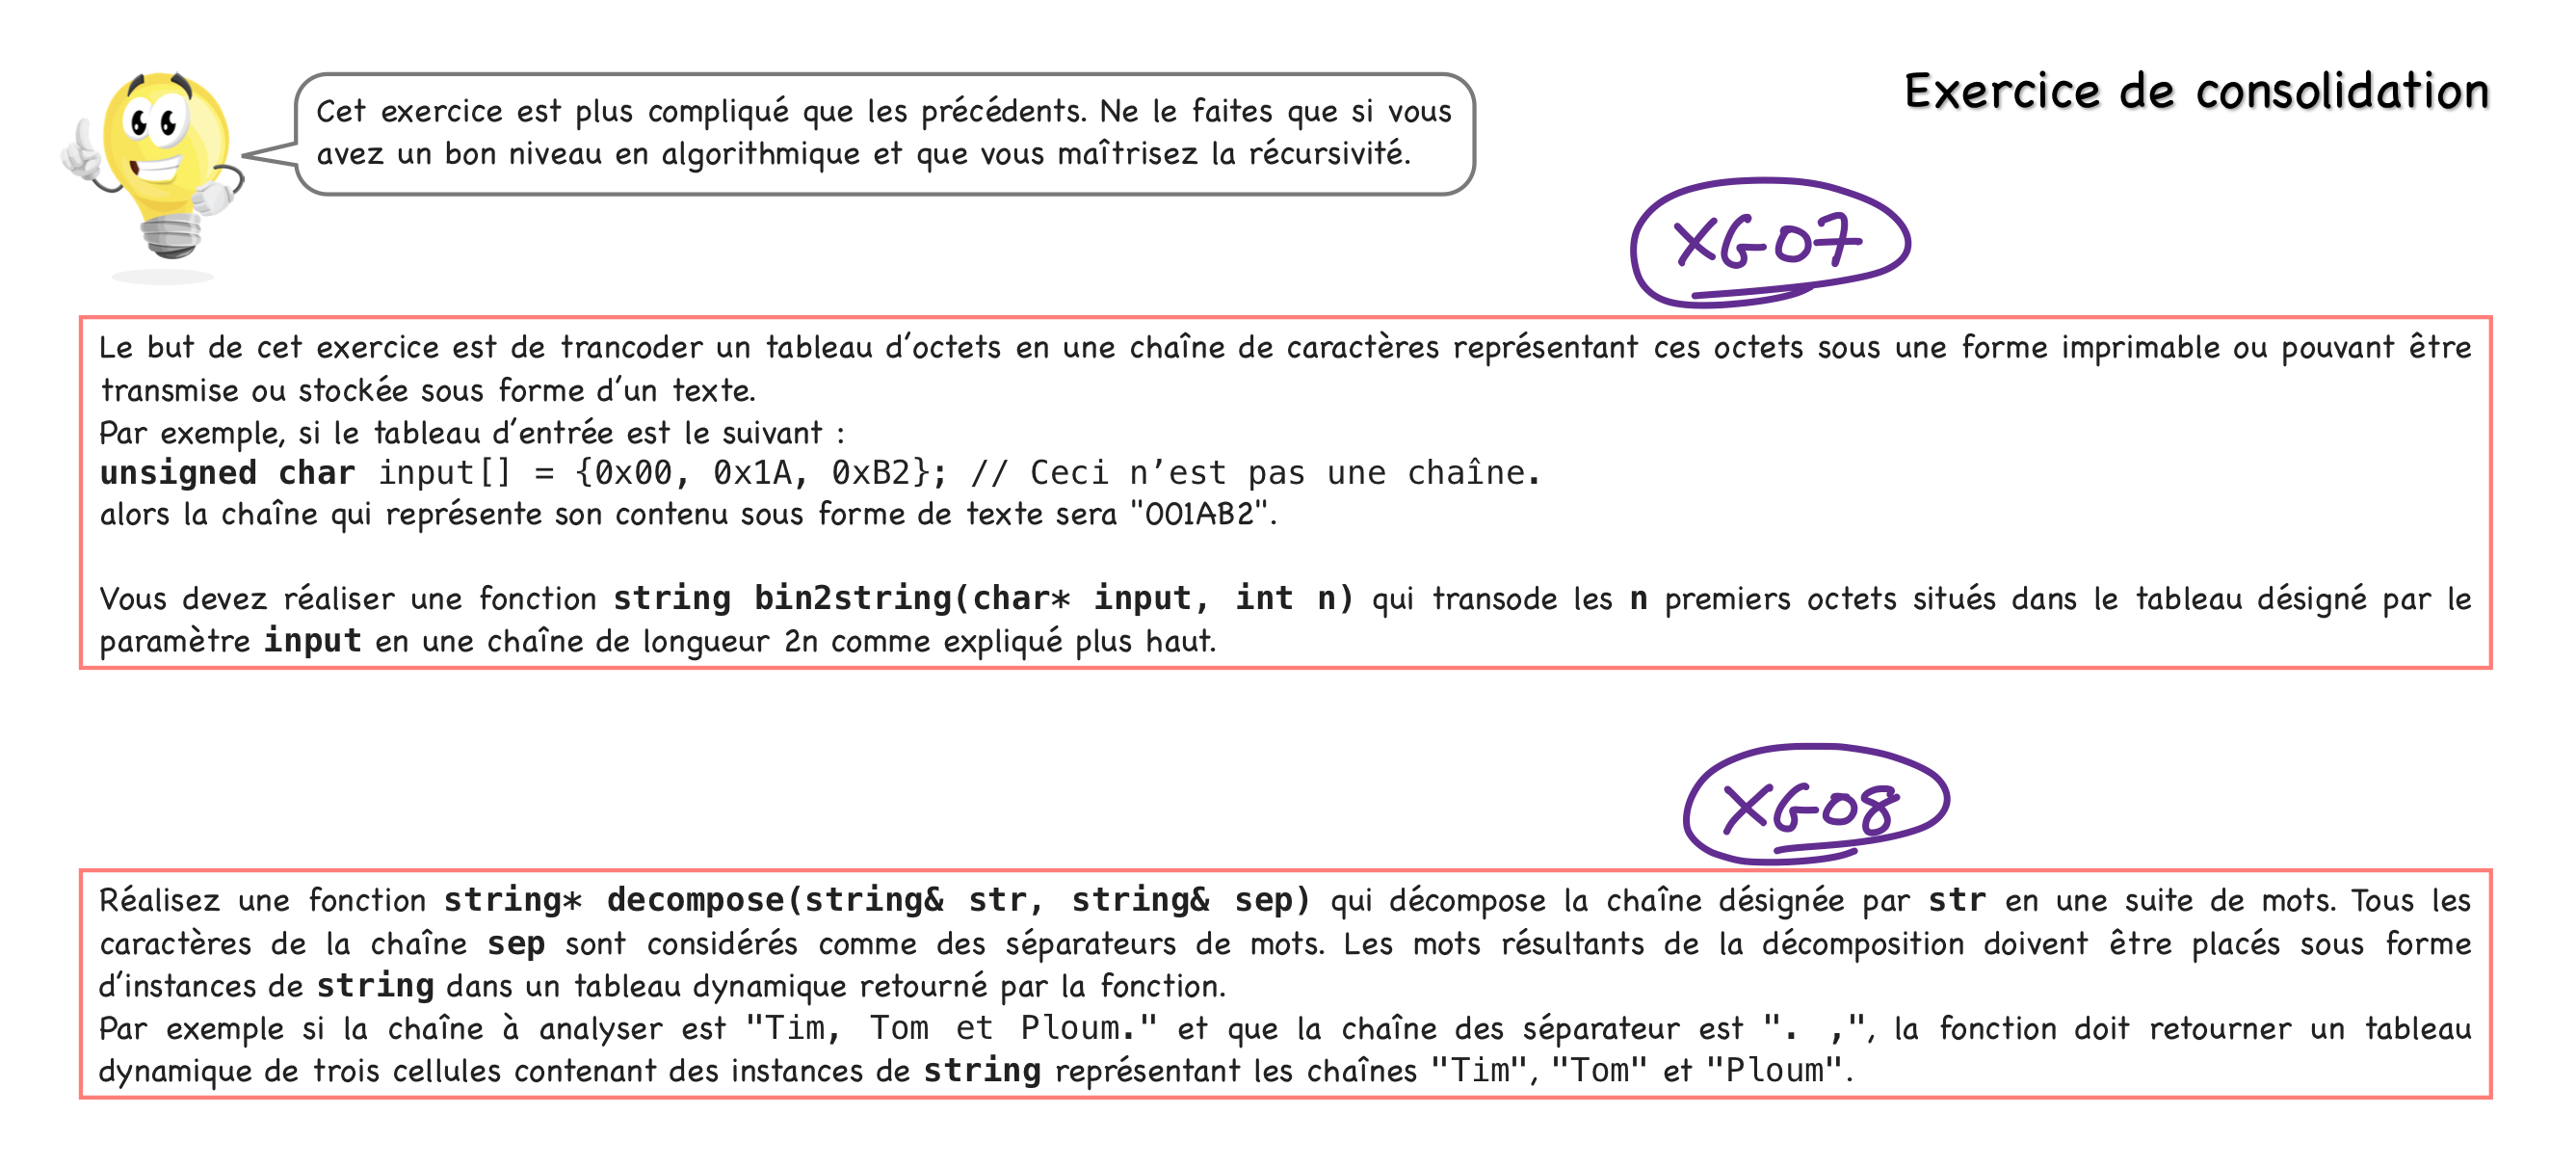 Exercice de consolidation
Cet exercice est plus compliqué que les précédents. Ne le faites que si vous
avez un bon niveau en algorithmique et que vous maîtrisez la récursivité.
XG07
Le but de cet exercice est de trancoder un tableau d'octets en une chaîne de caractères représentant ces octets sous une forme imprimable ou pouvant être
transmise ou stockée sous forme d'un texte.
Par exemple, si le tableau d'entrée est le suivant :
unsigned char input[] = {0x00, 0x1A, 0xB2}; // Ceci n’est pas une chaîne.
alors la chaîne qui représente son contenu sous forme de texte sera "001AB2".
Vous devez réaliser une fonction string bin2string(char* input, int n) qui transode les n premiers octets situés dans le tableau désigné par le
paramètre input en une chaîne de longueur 2n comme expliqué plus haut.
XG08
Réalisez une fonction string* decompose(string& str, string& sep) qui décompose la chaîne désignée par str en une suite de mots. Tous les
caractères de la chaîne sep sont considérés comme des séparateurs de mots. Les mots résultants de la décomposition doivent être placés sous forme
d'instances de string dans un tableau dynamique retourné par la fonction.
Par exemple si la chaîne à analyser est "Tim, Tom et Ploum." et que la chaîne des séparateur est ". ,", la fonction doit retourner un tableau
dynamique de trois cellules contenant des instances de string représentant les chaînes "Tim", "Tom" et "Ploum".